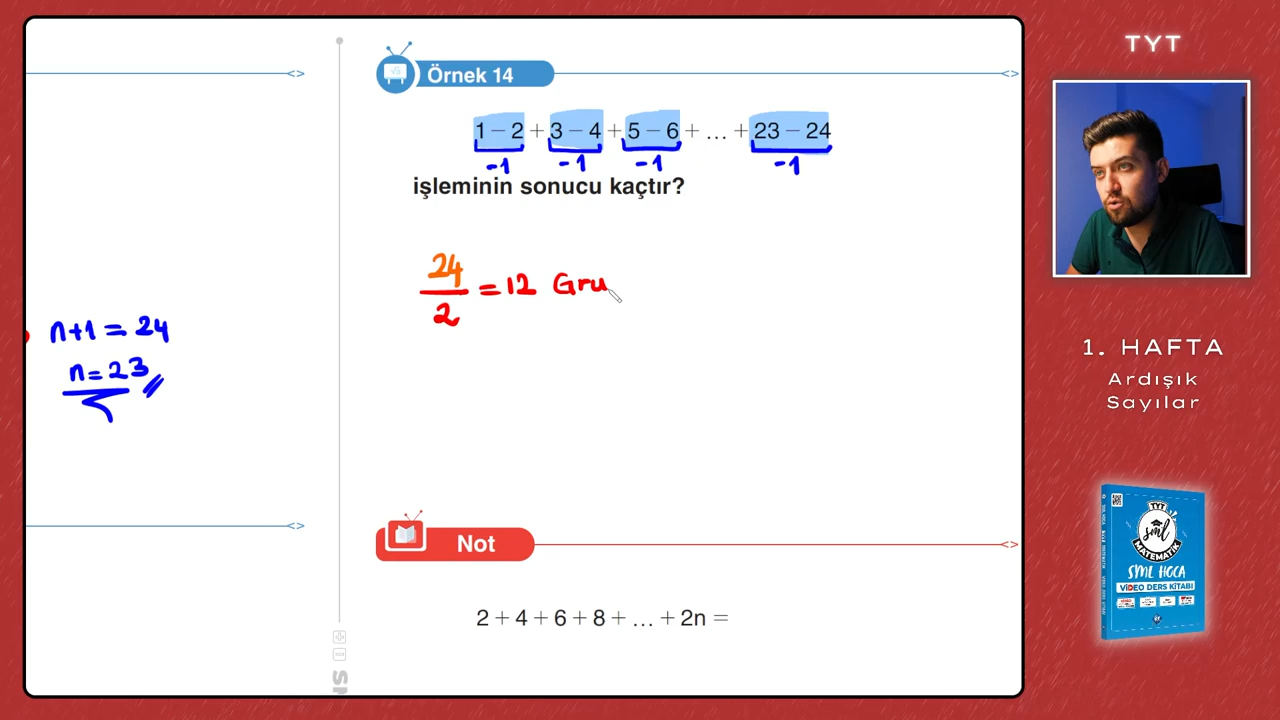 n+1=24
n=23
Örnek 14
1 − 2 + 3 − 4 + 5 − 6 + … + 23 − 24
-1 -1 -1 -1
işleminin sonucu kaçtır?
24
2
=12 Gru
Not
2 + 4 + 6 + 8 + … + 2n =
TYT
1. HAFTA
Ardışık
Sayılar
TYT
sml
MATEMATİK
SML HOCA
VİDEO DERS KİTABI